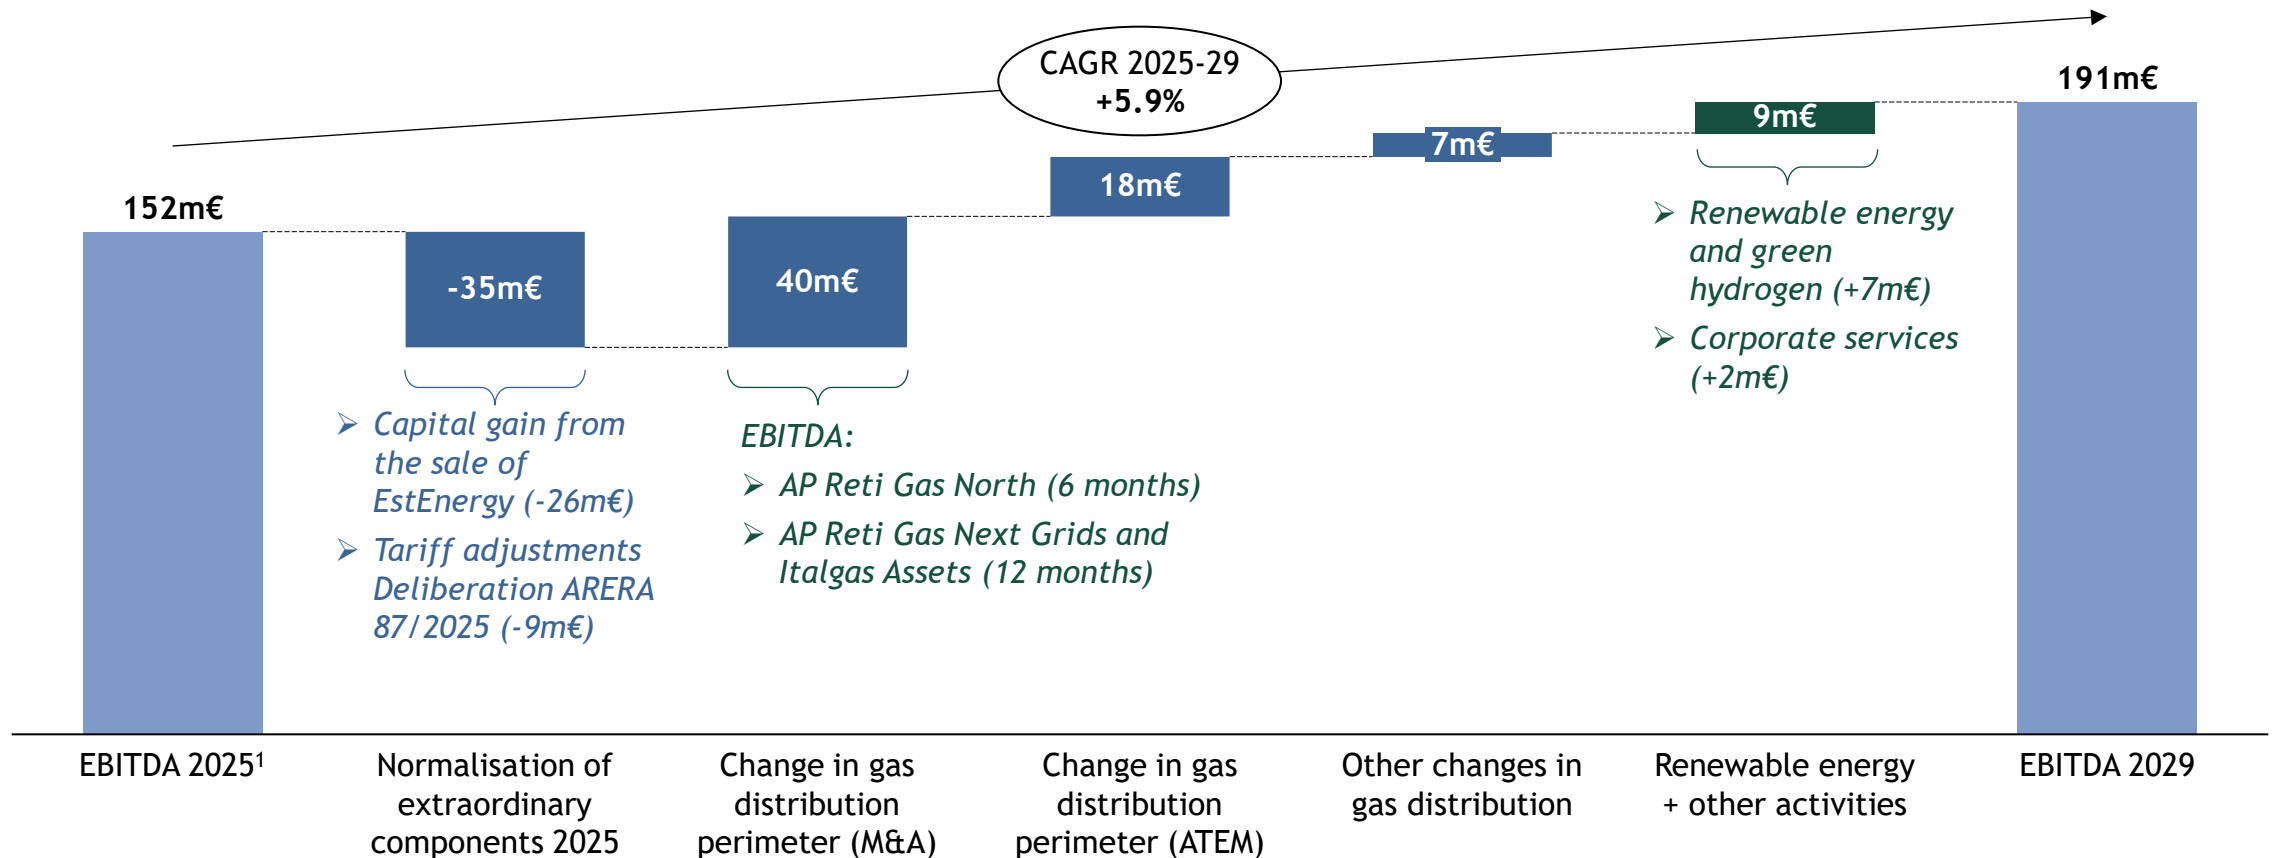 CAGR 2025-29
+5.9%
191m€
9m€
7m€
18m€
152m€
-35m€
40m€
➢ Renewable energy
and green
hydrogen (+7m€)
➢ Corporate services
(+2m€)
➢ Capital gain from
the sale of
EstEnergy (-26m€)
➢ Tariff adjustments
Deliberation ARERA
87/2025 (-9m€)
EBITDA:
➢ AP Reti Gas North (6 months)
➢ AP Reti Gas Next Grids and
Italgas Assets (12 months)
EBITDA 2025¹
Normalisation of
extraordinary
components 2025
Change in gas
distribution
perimeter (M&A)
Change in gas
distribution
perimeter (ATEM)
Other changes in
gas distribution
Renewable energy
+ other activities
EBITDA 2029